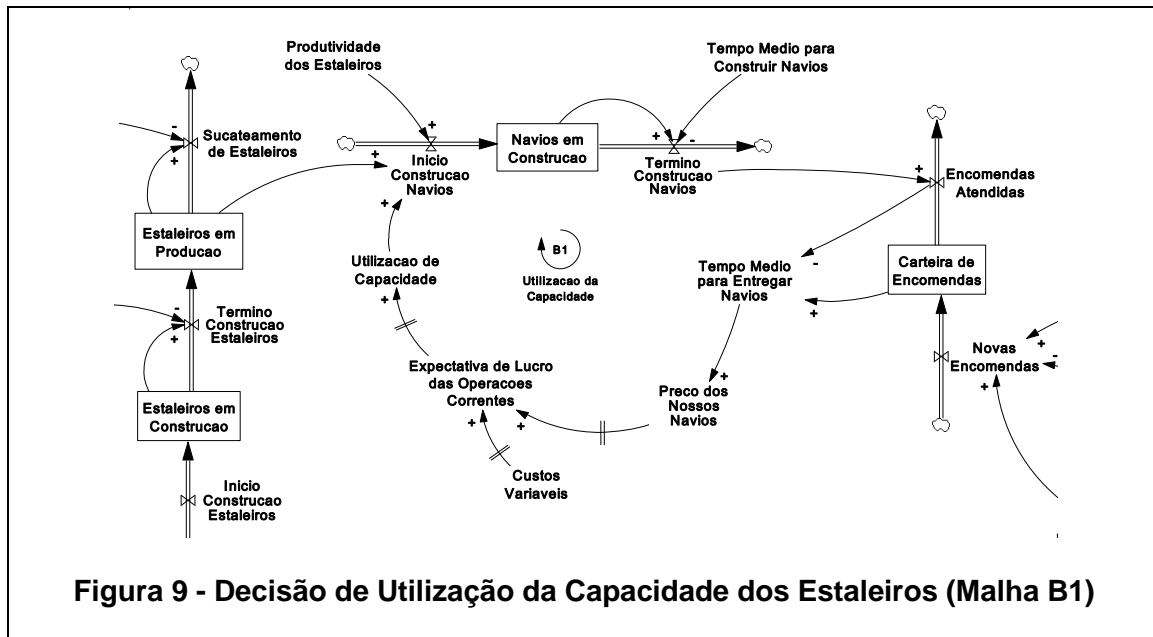 Produtividade
dos Estaleiros
Tempo Medio para
Construir Navios
-
+
Sucateamento
de Estaleiros
+
+
Inicio
Construcao
Navios
+
Navios em
Construcao
+
-
Termino
Construcao
Navios
+
Encomendas
Atendidas
Estaleiros em
Producao
Utilizacao de
Capacidade
+
B1
Utilizacao da
Capacidade
Tempo Medio
para Entregar
Navios
-
+
Carteira de
Encomendas
-
+
Termino
Construcao
Estaleiros
Novas
Encomendas
+
-
+
Estaleiros em
Construcao
Expectativa de Lucro
das Operacoes
Correntes
+
+
+
Preco dos
Nossos
Navios
Custos
Variaveis
Inicio
Construcao
Estaleiros
Figura 9 - Decisão de Utilização da Capacidade dos Estaleiros (Malha B1)